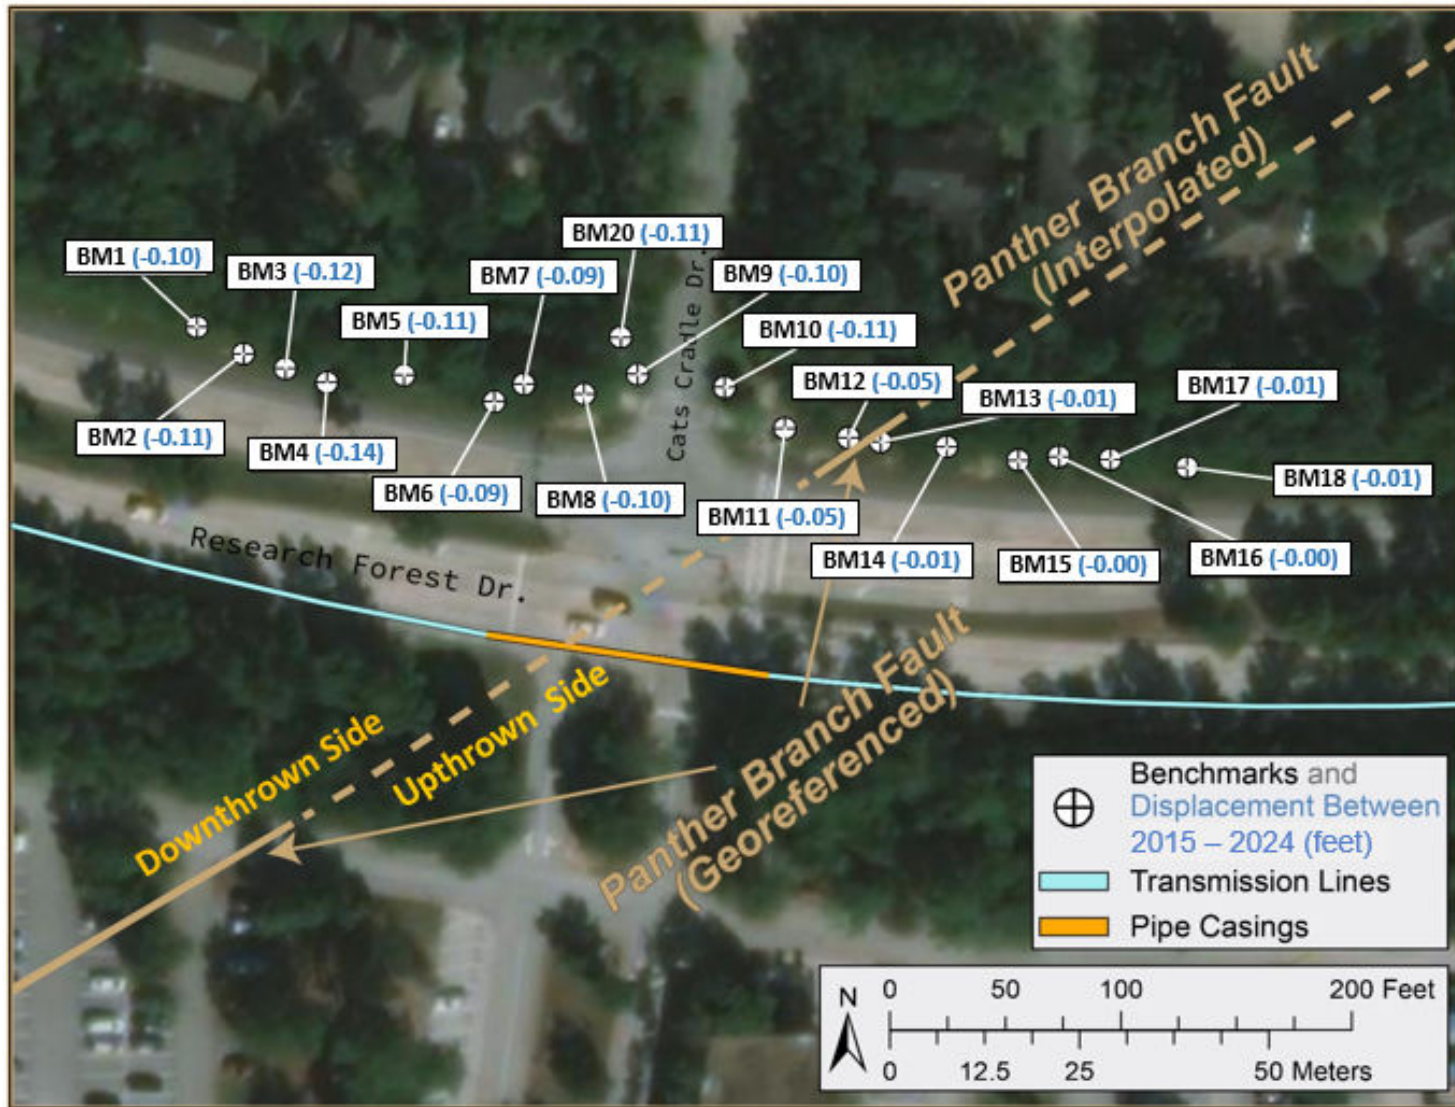 Panther Branch Fault
(Interpolated)
BM20 (-0.11)
BM1 (-0.10)
BM3 (-0.12)
BM7 (-0.09)
BM9 (-0.10)
BM5 (-0.11)
BM10 (-0.11)
Cats Cradle Dr.
BM12 (-0.05)
BM13 (-0.01)
BM17 (-0.01)
BM2 (-0.11)
BM4 (-0.14)
BM6 (-0.09)
BM8 (-0.10)
BM11 (-0.05)
BM18 (-0.01)
BM14 (-0.01)
BM15 (-0.00)
BM16 (-0.00)
Research Forest Dr.
Downthrown Side
Upthrown Side
Panther Branch Fault
(Georeferenced)
Benchmarks and
Displacement Between
2015 – 2024 (feet)
Transmission Lines
Pipe Casings
N
0 50 100 200 Feet
0 12.5 25 50 Meters